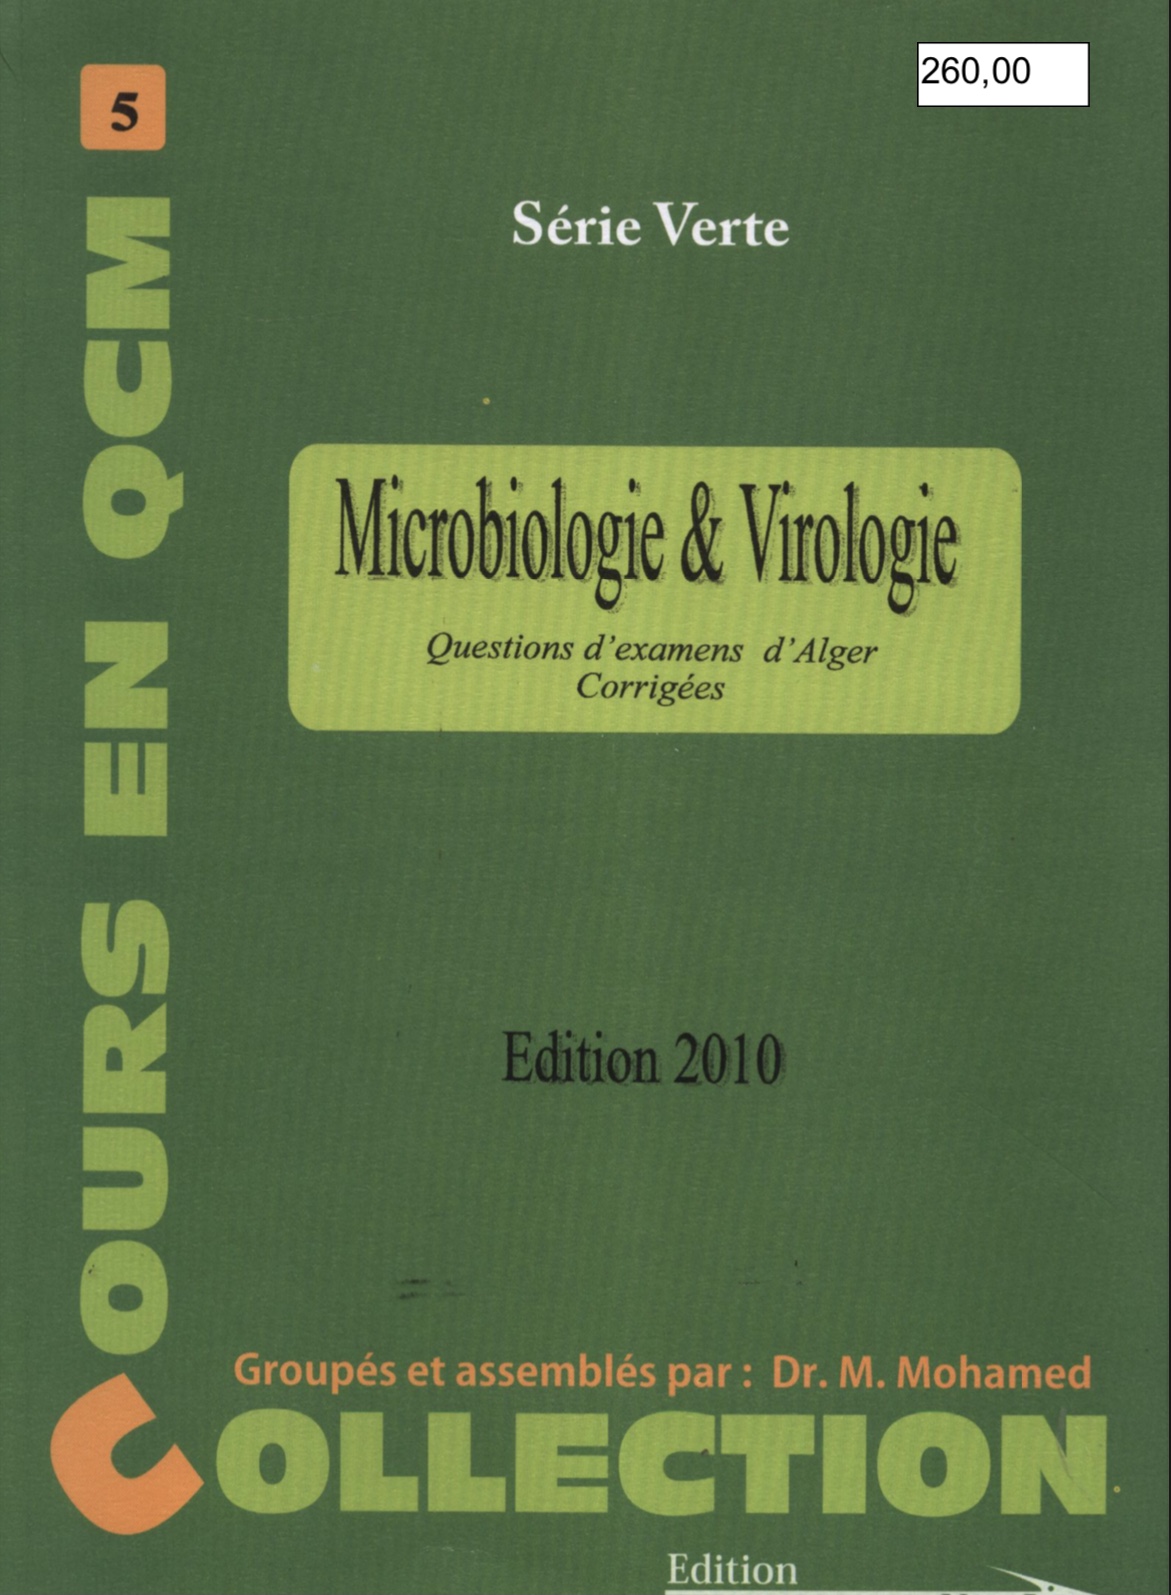 260,00
5
Série Verte
COURS EN QCM
Microbiologie & Virologie
Questions d'examens d'Alger
Corrigées
Edition 2010
Groupés et assemblés par : Dr. M. Mohamed
COLLECTION
Edition